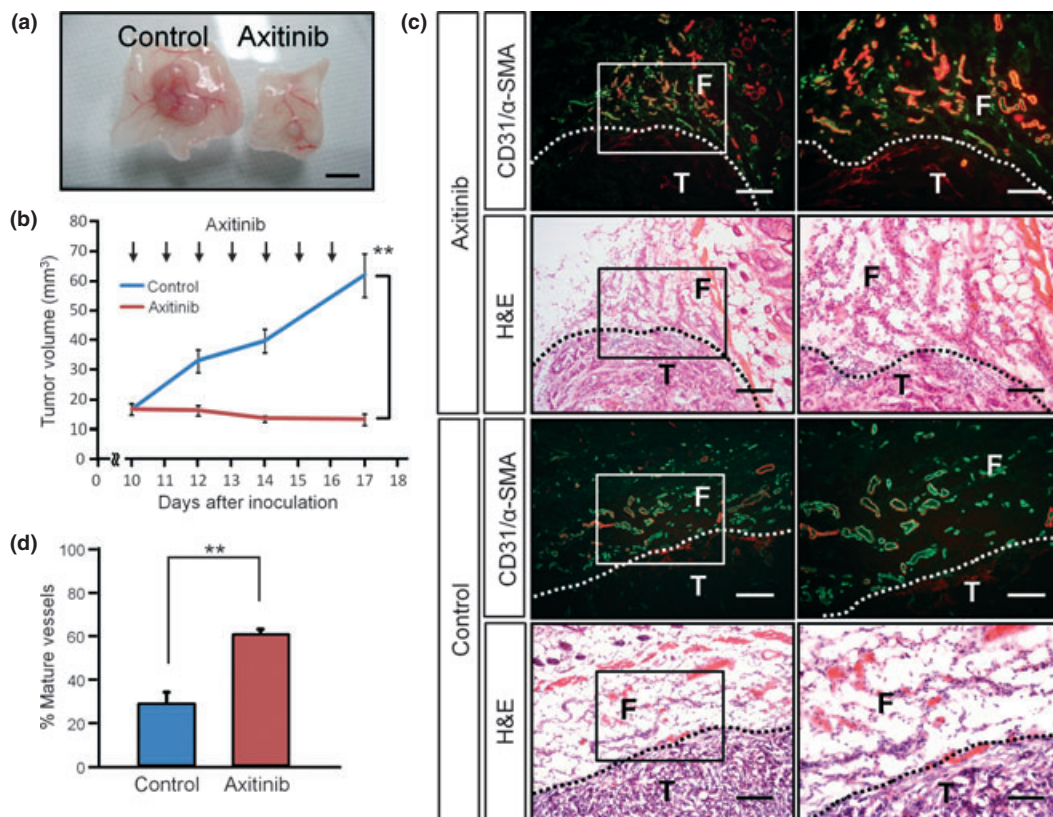 (a)
Control Axitinib
(b)
Axitinib
80
70
60
50
40
30
20
10
0
Tumor volume (mm³)
**
Control
Axitinib
0 10 11 12 13 14 15 16 17 18
Days after inoculation
(d)
100
80
60
40
20
0
% Mature vessels
**
Control Axitinib
(c)
Axitinib
CD31/α-SMA
F
T
F
T
H&E
F
T
F
T
Control
CD31/α-SMA
F
T
F
T
H&E
F
T
F
T